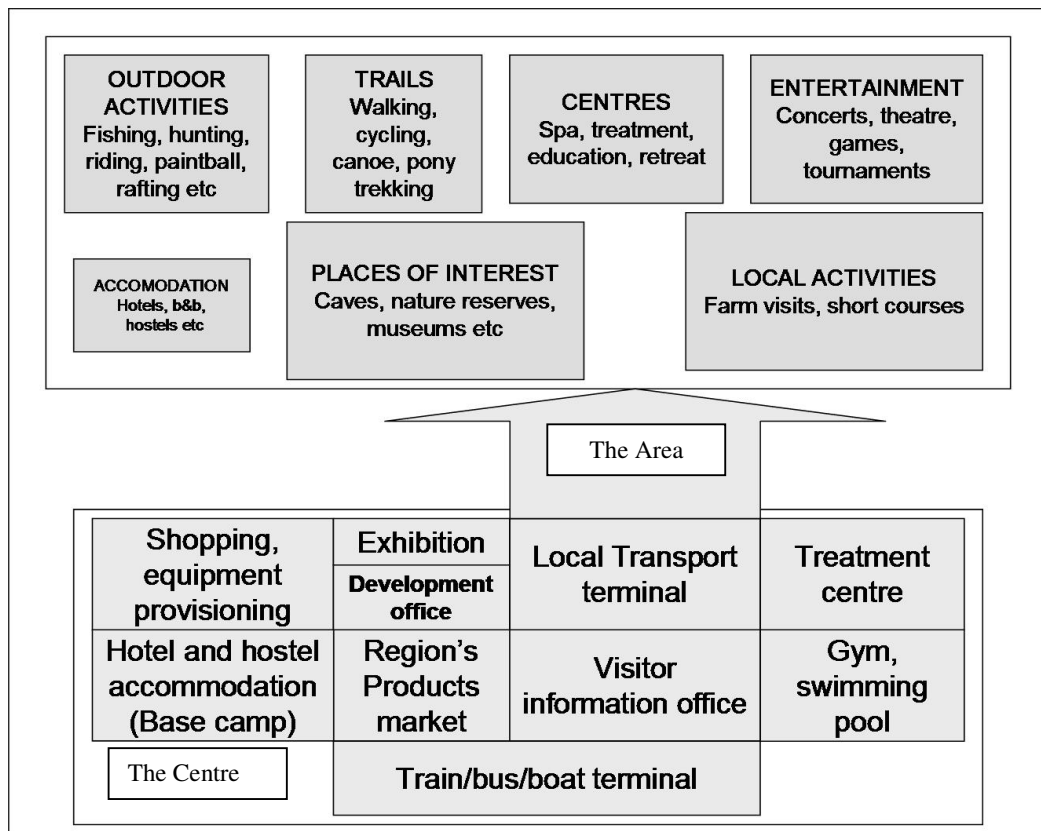 OUTDOOR
ACTIVITIES
Fishing, hunting,
riding, paintball,
rafting etc
TRAILS
Walking,
cycling,
canoe, pony
trekking
CENTRES
Spa, treatment,
education, retreat
ENTERTAINMENT
Concerts, theatre,
games,
tournaments
ACCOMODATION
Hotels, b&b,
hostels etc
PLACES OF INTEREST
Caves, nature reserves,
museums etc
LOCAL ACTIVITIES
Farm visits, short courses
The Area
Shopping,
equipment
provisioning
Exhibition
Development
office
Local Transport
terminal
Treatment
centre
Hotel and hostel
accommodation
(Base camp)
Region's
Products
market
Visitor
information office
Gym,
swimming
pool
The Centre
Train/bus/boat terminal